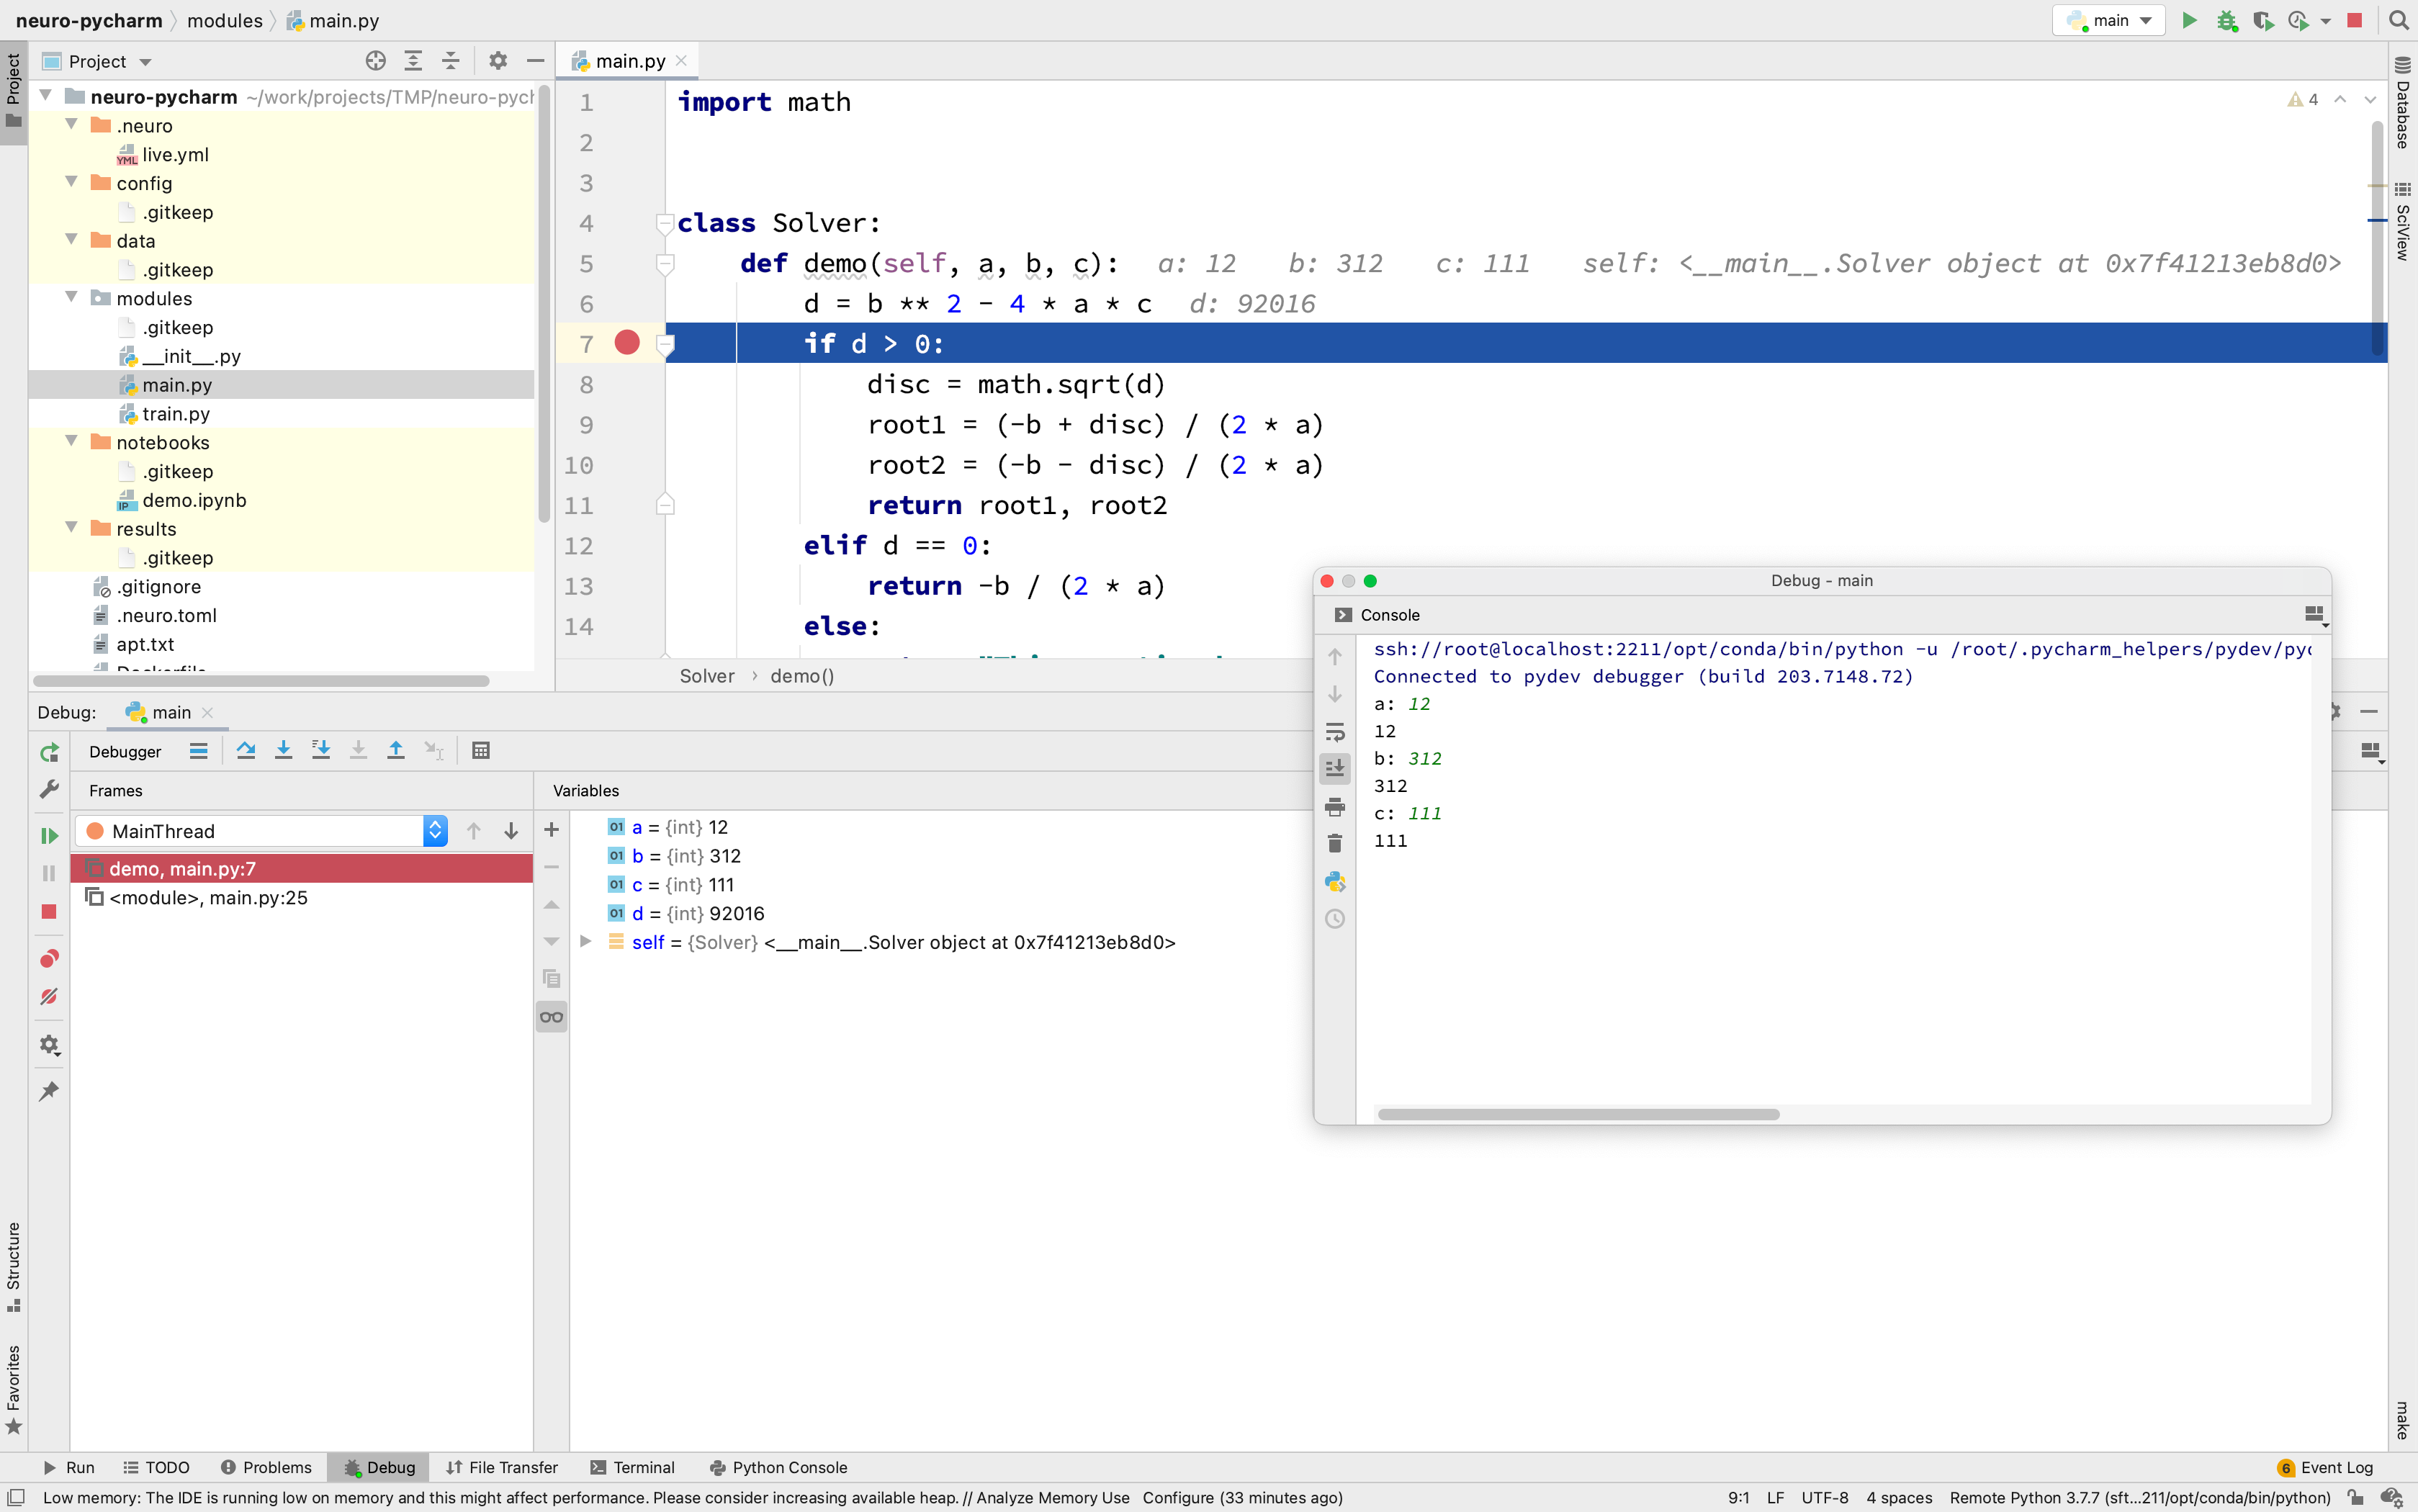 neuro-pycharm
modules
main.py
main
Project
Project
neuro-pycharm ~/work/projects/TMP/neuro-pych
.neuro
live.yml
config
.gitkeep
data
.gitkeep
modules
.gitkeep
__init__.py
main.py
train.py
notebooks
.gitkeep
demo.ipynb
results
.gitkeep
.gitignore
.neuro.toml
apt.txt
Structure
Favorites
main.py
4
1 import math
2
3
4 class Solver:
5 def demo(self, a, b, c): a: 12 b: 312 c: 111 self: <__main__.Solver object at 0x7f41213eb8d0>
6 d = b ** 2 - 4 * a * c d: 92016
7 if d > 0:
8 disc = math.sqrt(d)
9 root1 = (-b + disc) / (2 * a)
10 root2 = (-b - disc) / (2 * a)
11 return root1, root2
12 elif d == 0:
13 return -b / (2 * a)
14 else:
Solver › demo()
Database
SciView
make
Debug: main
Debugger
Frames
MainThread
demo, main.py:7
<module>, main.py:25
Variables
01 a = {int} 12
01 b = {int} 312
01 c = {int} 111
01 d = {int} 92016
self = {Solver} <__main__.Solver object at 0x7f41213eb8d0>
Debug - main
Console
ssh://root@localhost:2211/opt/conda/bin/python -u /root/.pycharm_helpers/pydev/pyd
Connected to pydev debugger (build 203.7148.72)
a: 12
12
b: 312
312
c: 111
111
Run TODO Problems Debug File Transfer Terminal Python Console 6 Event Log
Low memory: The IDE is running low on memory and this might affect performance. Please consider increasing available heap. // Analyze Memory Use Configure (33 minutes ago) 9:1 LF UTF-8 4 spaces Remote Python 3.7.7 (sft...211/opt/conda/bin/python)